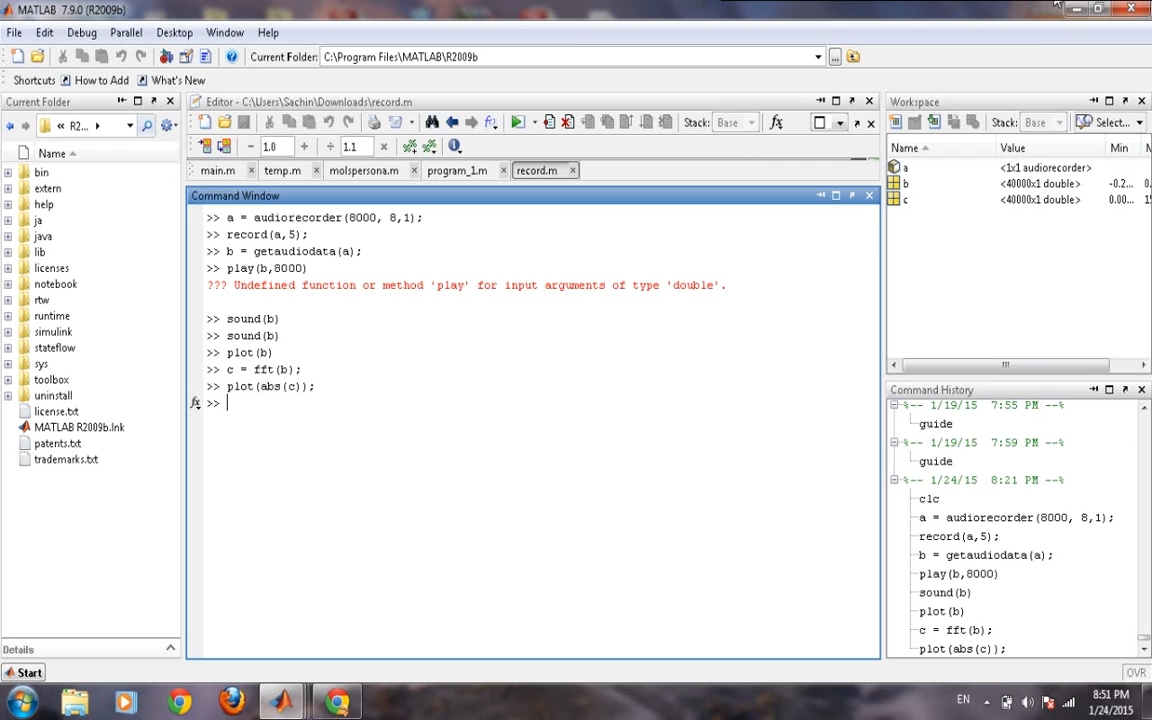 MATLAB 7.9.0 (R2009b)
File Edit Debug Parallel Desktop Window Help
Current Folder: C:\Program Files\MATLAB\R2009b
Shortcuts How to Add What's New
Current Folder
« R2...
Name
bin
extern
help
ja
java
lib
licenses
notebook
rtw
runtime
simulink
stateflow
sys
toolbox
uninstall
license.txt
MATLAB R2009b.lnk
patents.txt
trademarks.txt
Details
Editor - C:\Users\Sachin\Downloads\record.m
Stack: Base fx
1.0 1.1
main.m temp.m molspersona.m program_1.m record.m
Command Window
>> a = audiorecorder(8000, 8,1);
>> record(a,5);
>> b = getaudiodata(a);
>> play(b,8000)
??? Undefined function or method 'play' for input arguments of type 'double'.
>> sound(b)
>> sound(b)
>> plot(b)
>> c = fft(b);
>> plot(abs(c));
fx >>
Workspace
Stack: Base Select...
Name Value Min
a <1x1 audiorecorder>
b <40000x1 double> -0.2... 0.
c <40000x1 double> 0.00...
Command History
%-- 1/19/15 7:55 PM --%
guide
%-- 1/19/15 7:59 PM --%
guide
%-- 1/24/15 8:21 PM --%
clc
a = audiorecorder(8000, 8,1);
record(a,5);
b = getaudiodata(a);
play(b,8000)
sound(b)
plot(b)
c = fft(b);
plot(abs(c));
Start
OVR
EN
8:51 PM
1/24/2015